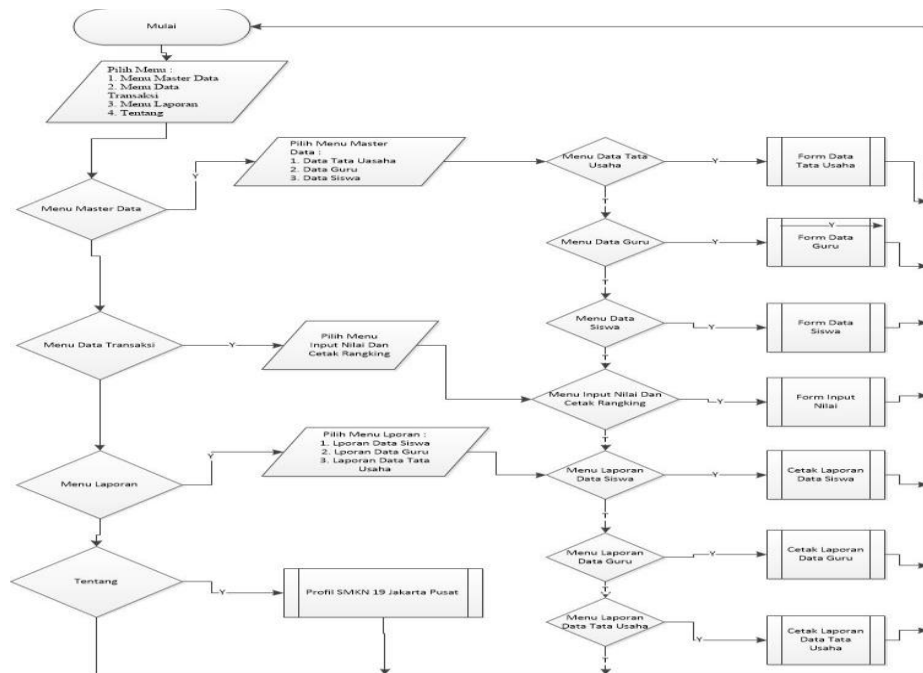 Mulai
Pilih Menu :
1. Menu Master Data
2. Menu Data
Transaksi
3. Menu Laporan
4. Tentang
Pilih Menu Master
Data :
1. Data Tata Uasaha
2. Data Guru
3. Data Siswa
Menu Data Tata
Usaha
Y
Form Data
Tata Usaha
Y
Menu Master Data
T
Menu Data Guru
Y
Y
Form Data
Guru
T
Menu Data
Siswa
Y
Form Data
Siswa
Menu Data Transaksi
Y
Pilih Menu
Input Nilai Dan
Cetak Rangking
T
Menu Input Nilai Dan
Cetak Rangking
Y
Form Input
Nilai
Pilih Menu Lporan :
1. Lporan Data Siswa
2. Lporan Data Guru
3. Laporan Data Tata
Usaha
T
Menu Laporan
Y
Menu Laporan
Data Siswa
Y
Cetak Laporan
Data Siswa
T
Menu Laporan
Data Guru
Y
Cetak Laporan
Data Guru
Tentang
Y
Profil SMKN 19 Jakarta Pusat
T
Menu Laporan
Data Tata Usaha
Y
Cetak Laporan
Data Tata
Usaha
T